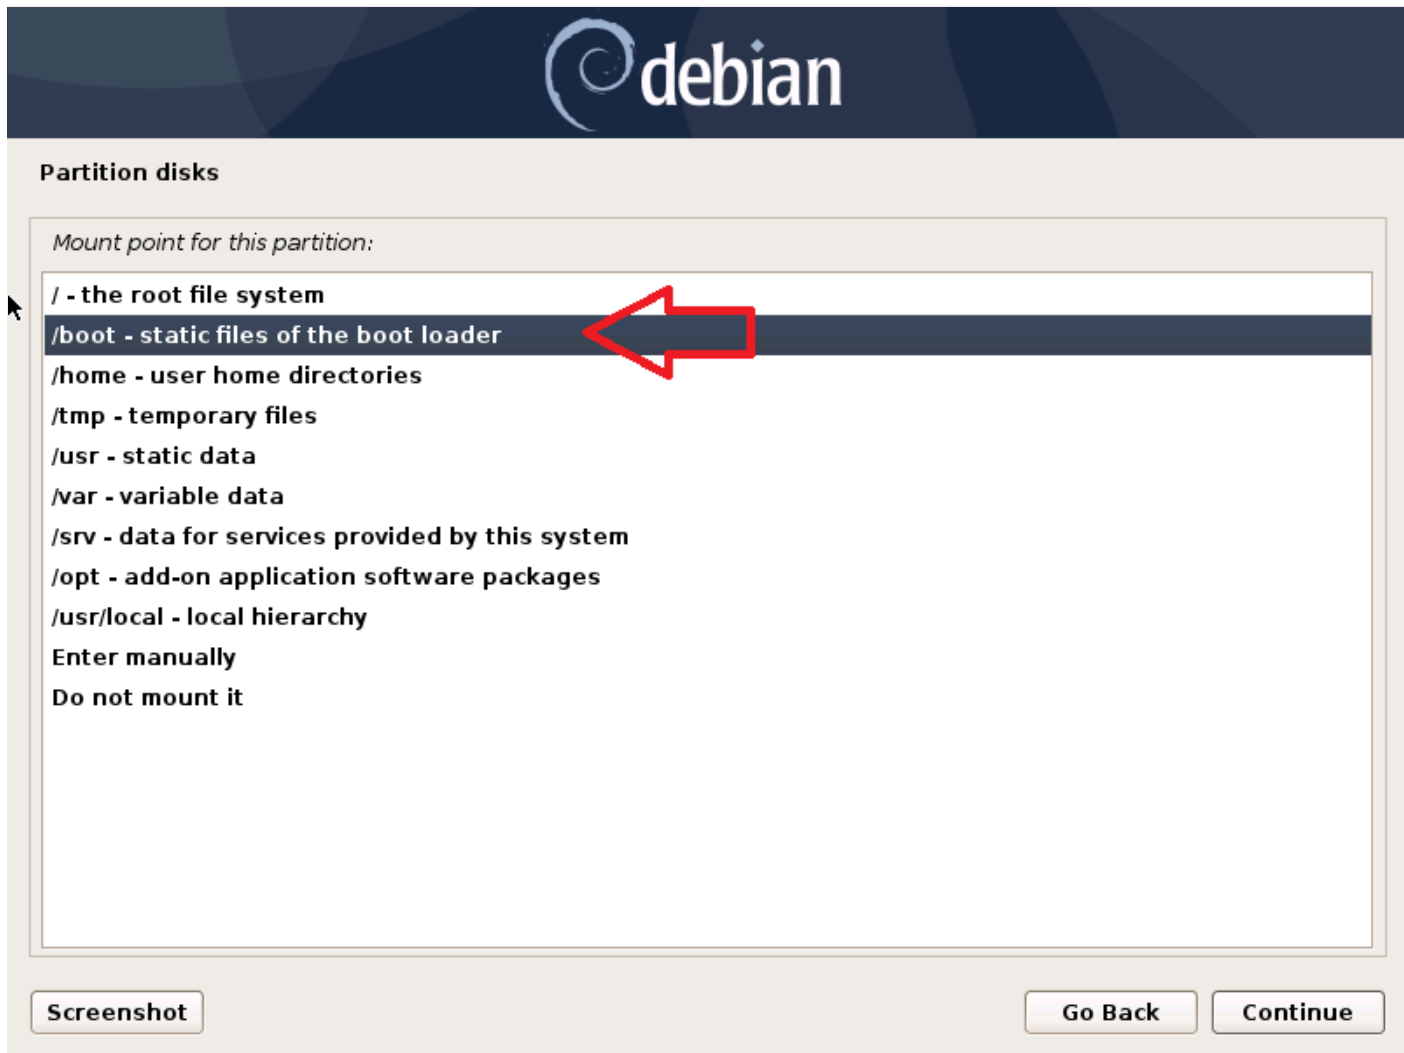 debian
Partition disks
Mount point for this partition:
/ - the root file system
/boot - static files of the boot loader
/home - user home directories
/tmp - temporary files
/usr - static data
/var - variable data
/srv - data for services provided by this system
/opt - add-on application software packages
/usr/local - local hierarchy
Enter manually
Do not mount it
Screenshot
Go Back
Continue